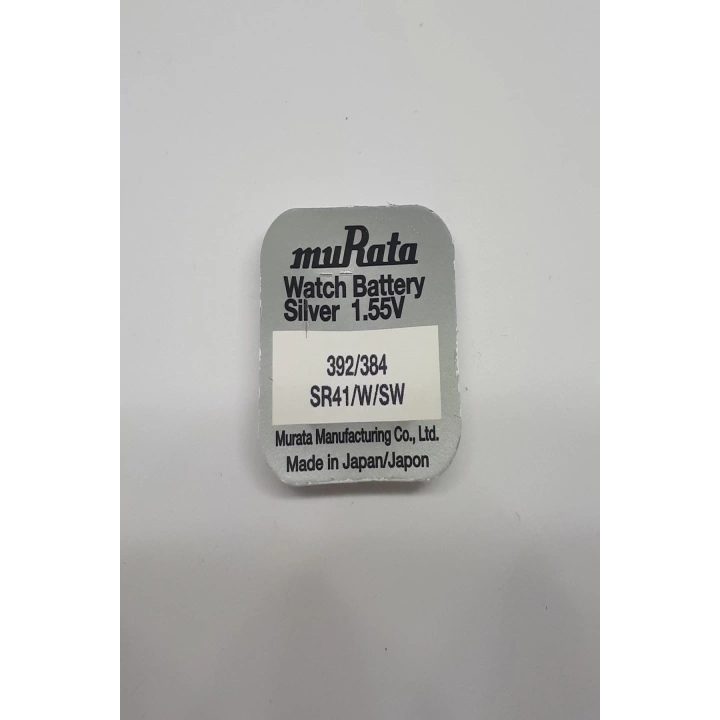 muRata
Watch Battery
Silver 1.55V
392/384
SR41/W/SW
Murata Manufacturing Co., Ltd.
Made in Japan/Japon